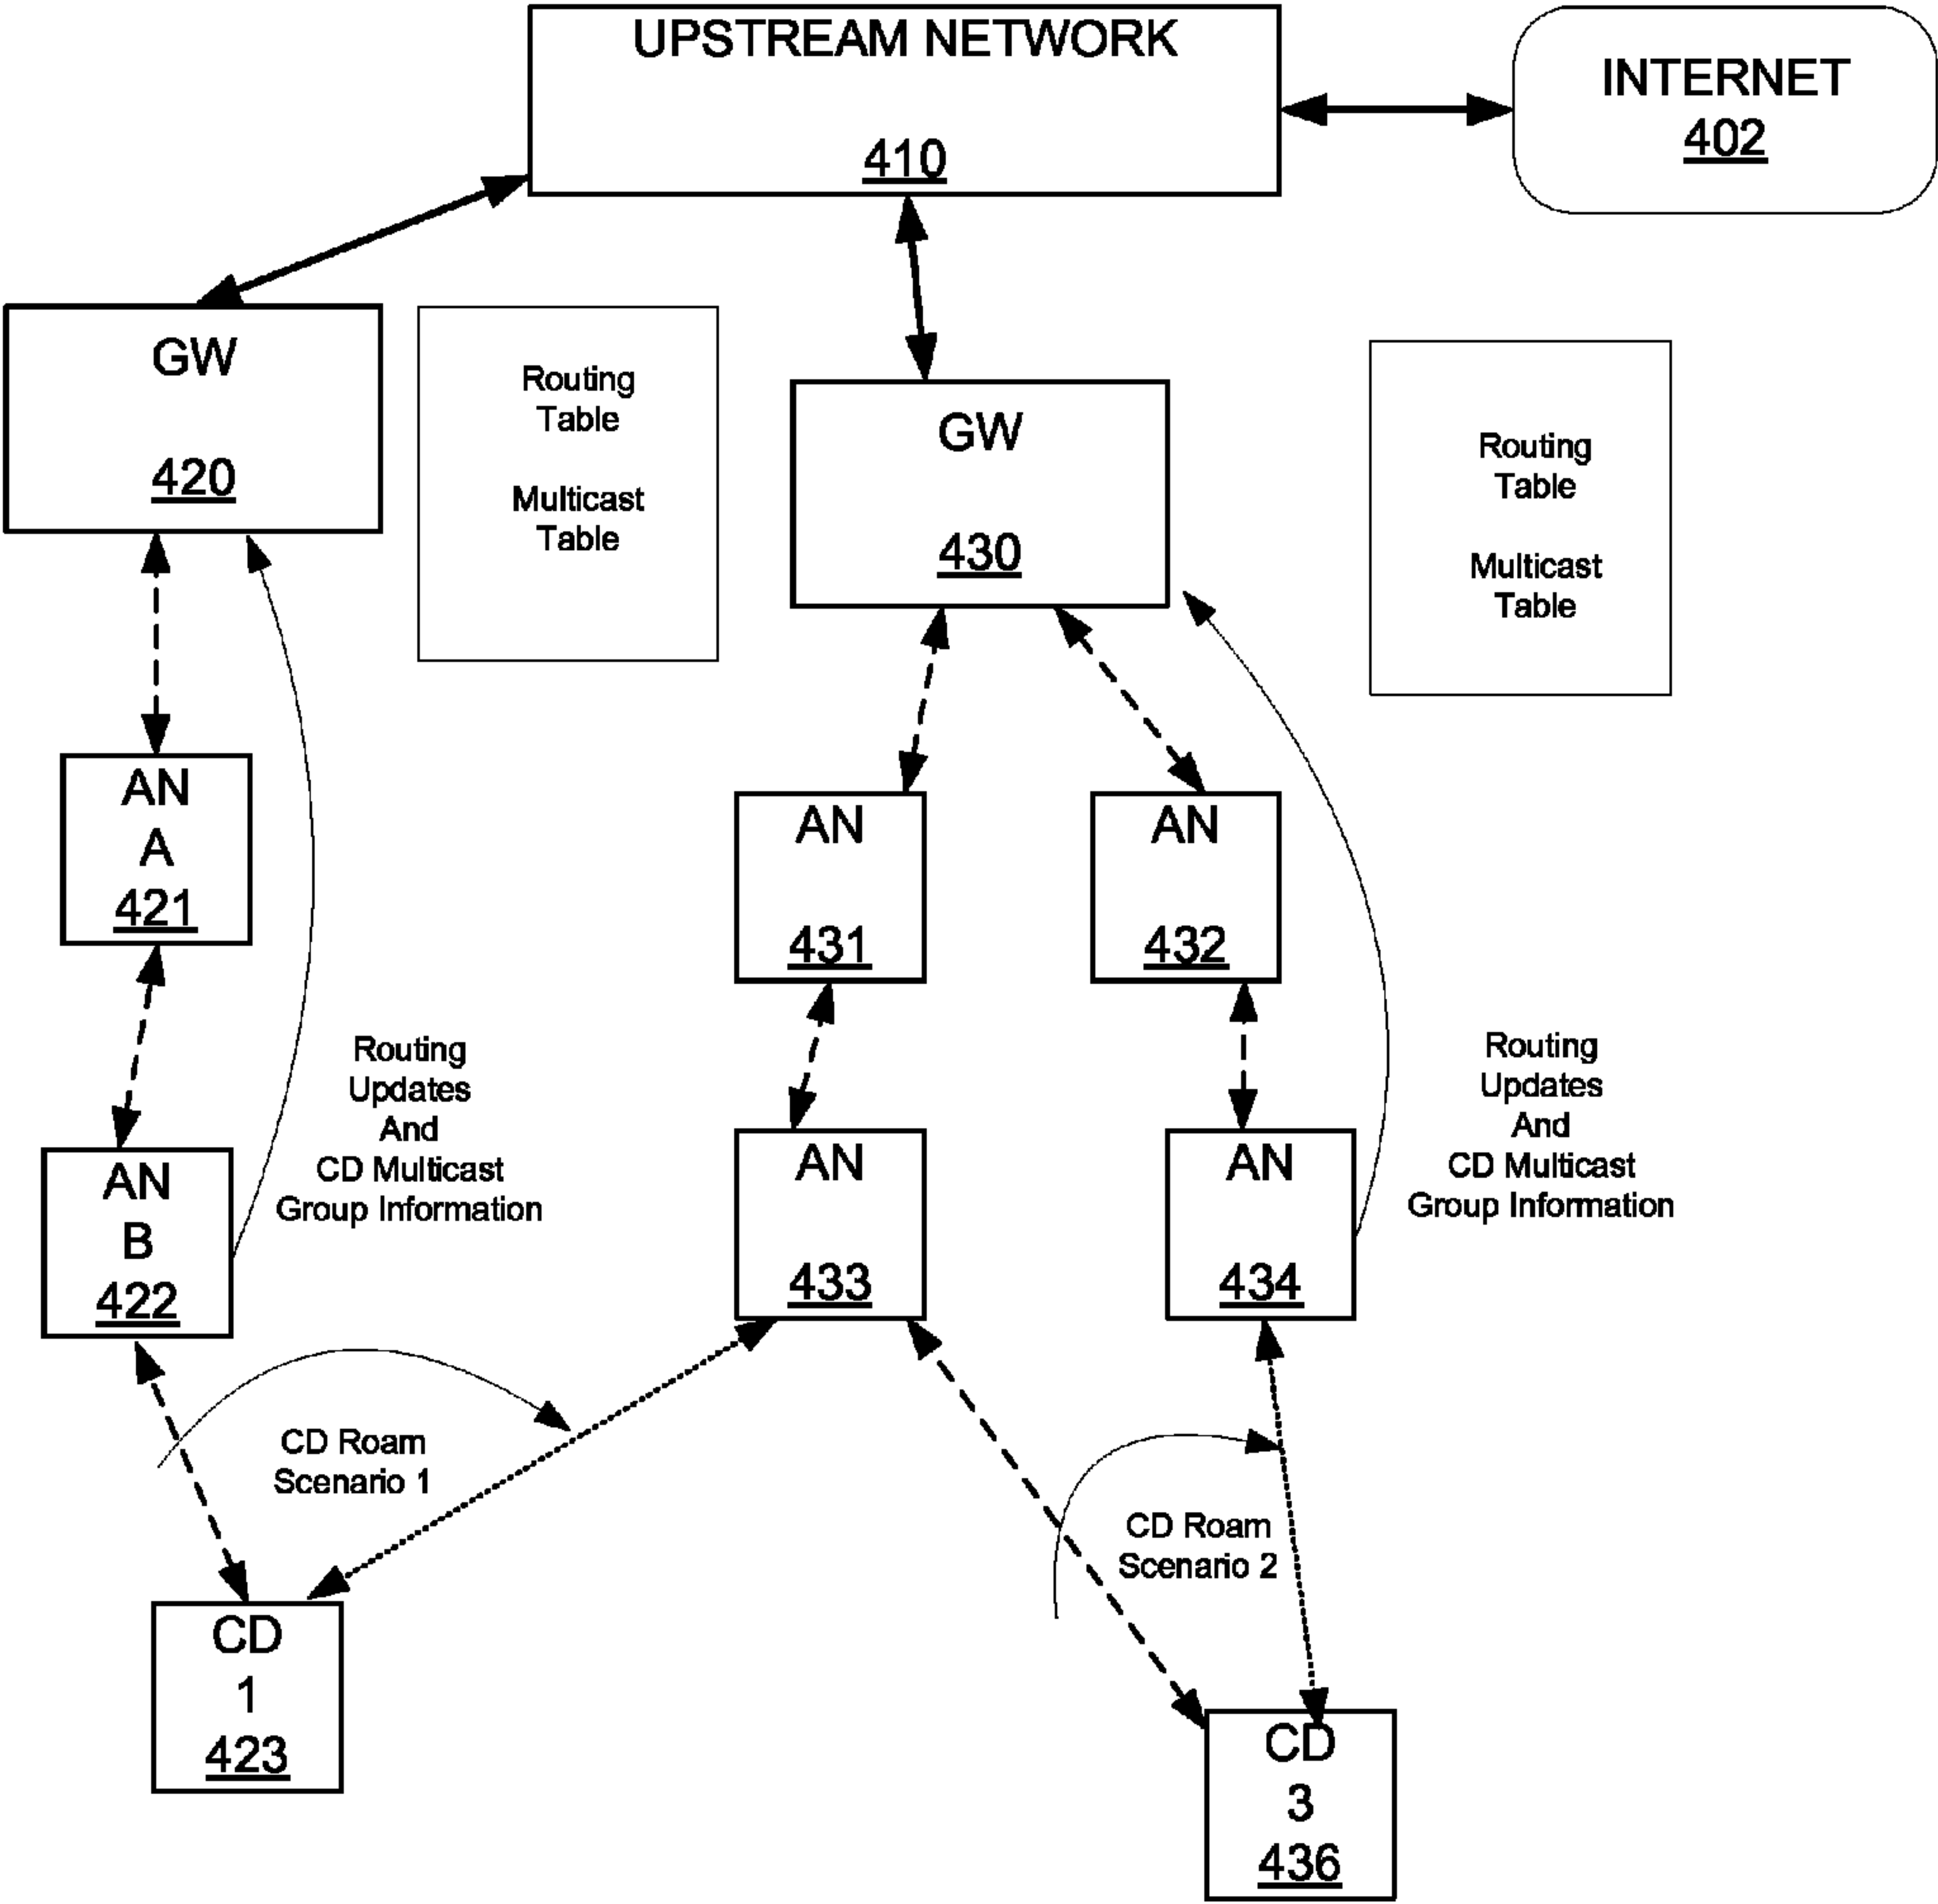 UPSTREAM NETWORK
410
INTERNET
402
GW
420
Routing
Table
Multicast
Table
GW
430
Routing
Table
Multicast
Table
AN
A
421
AN
431
AN
432
Routing
Updates
And
CD Multicast
Group Information
Routing
Updates
And
CD Multicast
Group Information
AN
B
422
AN
433
AN
434
CD Roam
Scenario 1
CD Roam
Scenario 2
CD
1
423
CD
3
436